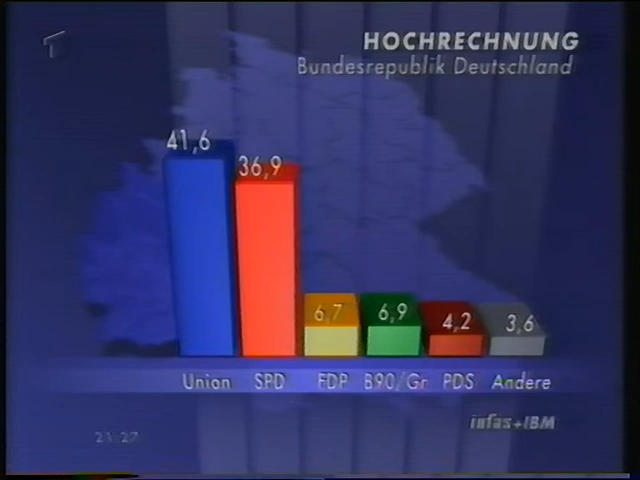 HOCHRECHNUNG
Bundesrepublik Deutschland
41,6
36,9
6,7
6,9
4,2
3,6
Union SPD FDP B90/Gr PDS Andere
infas+IBM
21:27